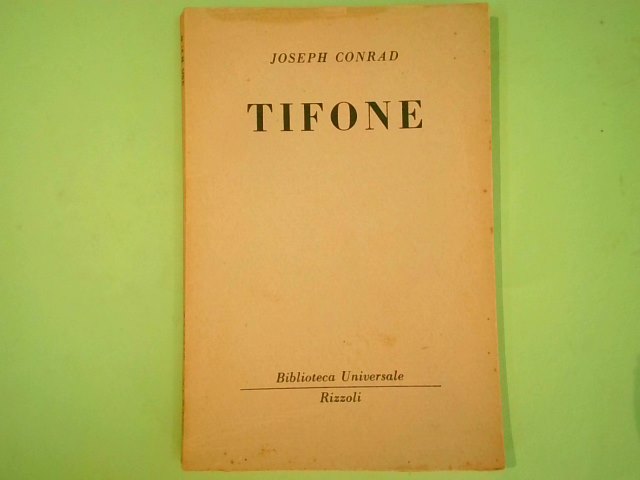 JOSEPH CONRAD
TIFONE
Biblioteca Universale
Rizzoli